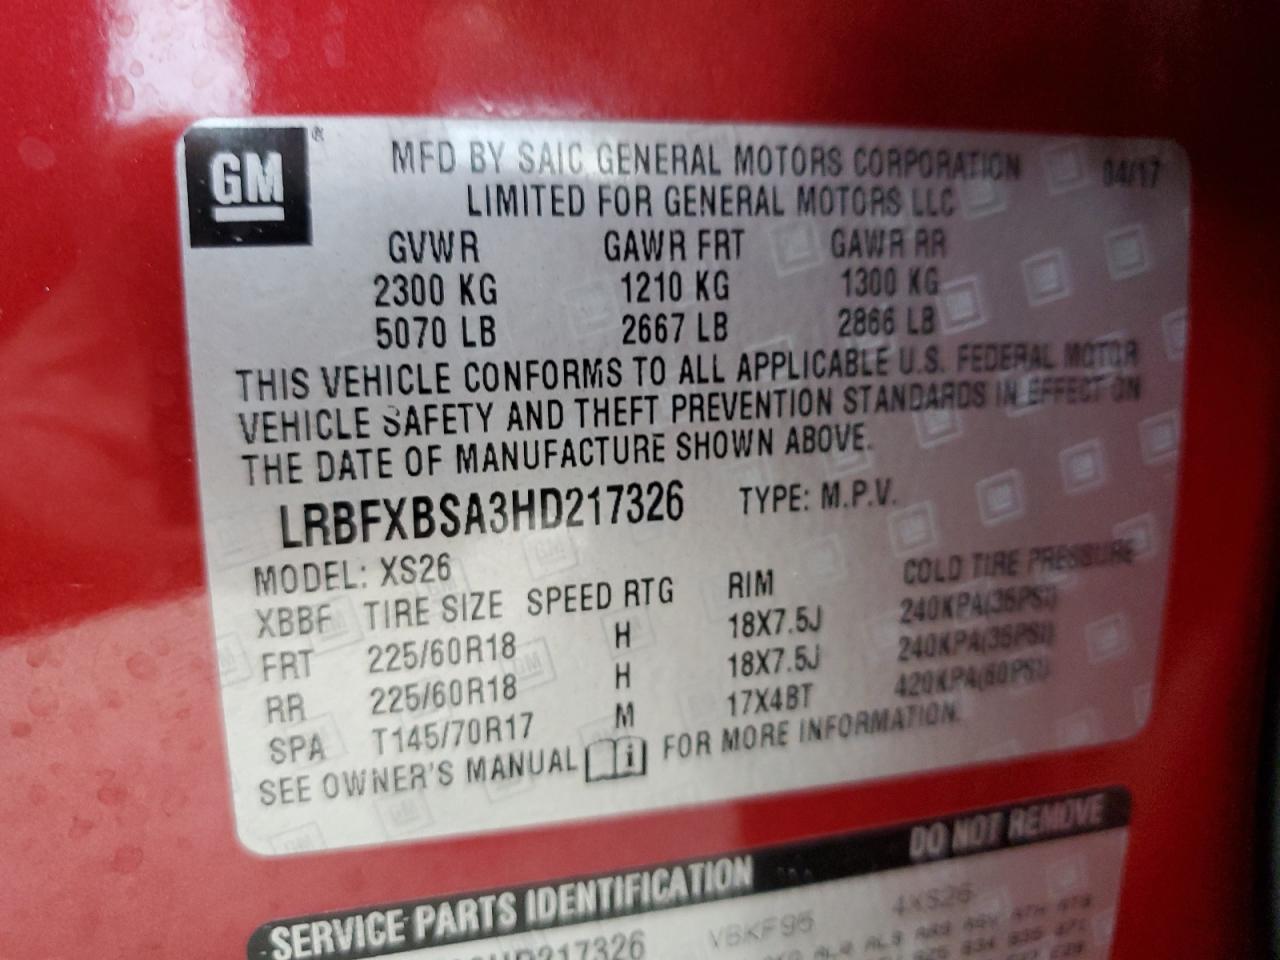 GM ®
MFD BY SAIC GENERAL MOTORS CORPORATION 04/17
LIMITED FOR GENERAL MOTORS LLC
GVWR GAWR FRT GAWR RR
2300 KG 1210 KG 1300 KG
5070 LB 2667 LB 2866 LB
THIS VEHICLE CONFORMS TO ALL APPLICABLE U.S. FEDERAL MOTOR
VEHICLE SAFETY AND THEFT PREVENTION STANDARDS IN EFFECT ON
THE DATE OF MANUFACTURE SHOWN ABOVE.
LRBFXBSA3HD217326 TYPE: M.P.V.
MODEL: XS26
XBBF TIRE SIZE SPEED RTG RIM COLD TIRE PRESSURE
FRT 225/60R18 H 18X7.5J 240KPA(35PSI)
RR 225/60R18 H 18X7.5J 240KPA(35PSI)
SPA T145/70R17 M 17X4BT 420KPA(60PSI)
SEE OWNER'S MANUAL FOR MORE INFORMATION.
SERVICE PARTS IDENTIFICATION DO NOT REMOVE
HD217326 VBKF95 4XS26